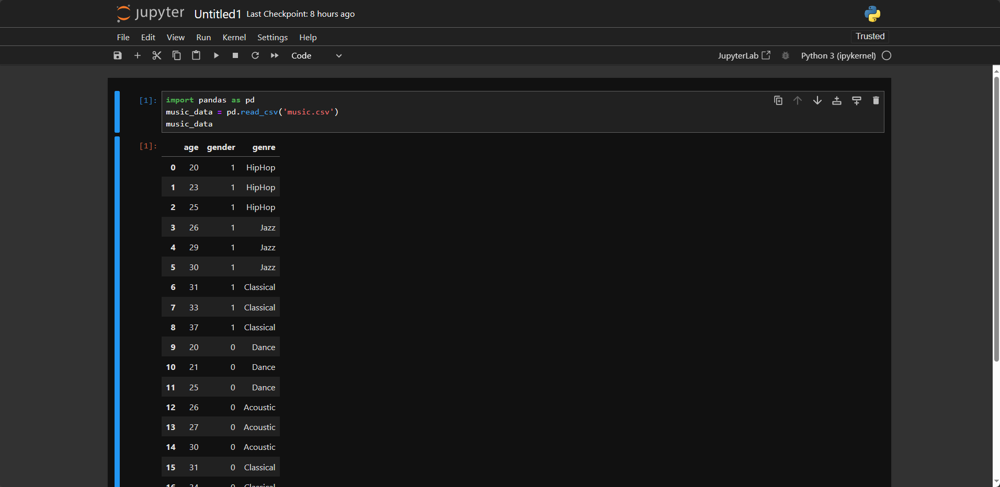 jupyter Untitled1 Last Checkpoint: 8 hours ago
File Edit View Run Kernel Settings Help Trusted
Code JupyterLab Python 3 (ipykernel)
[1]: import pandas as pd
music_data = pd.read_csv('music.csv')
music_data
[1]: age gender genre
0 20 1 HipHop
1 23 1 HipHop
2 25 1 HipHop
3 26 1 Jazz
4 29 1 Jazz
5 30 1 Jazz
6 31 1 Classical
7 33 1 Classical
8 37 1 Classical
9 20 0 Dance
10 21 0 Dance
11 25 0 Dance
12 26 0 Acoustic
13 27 0 Acoustic
14 30 0 Acoustic
15 31 0 Classical
16 34 0 Classical